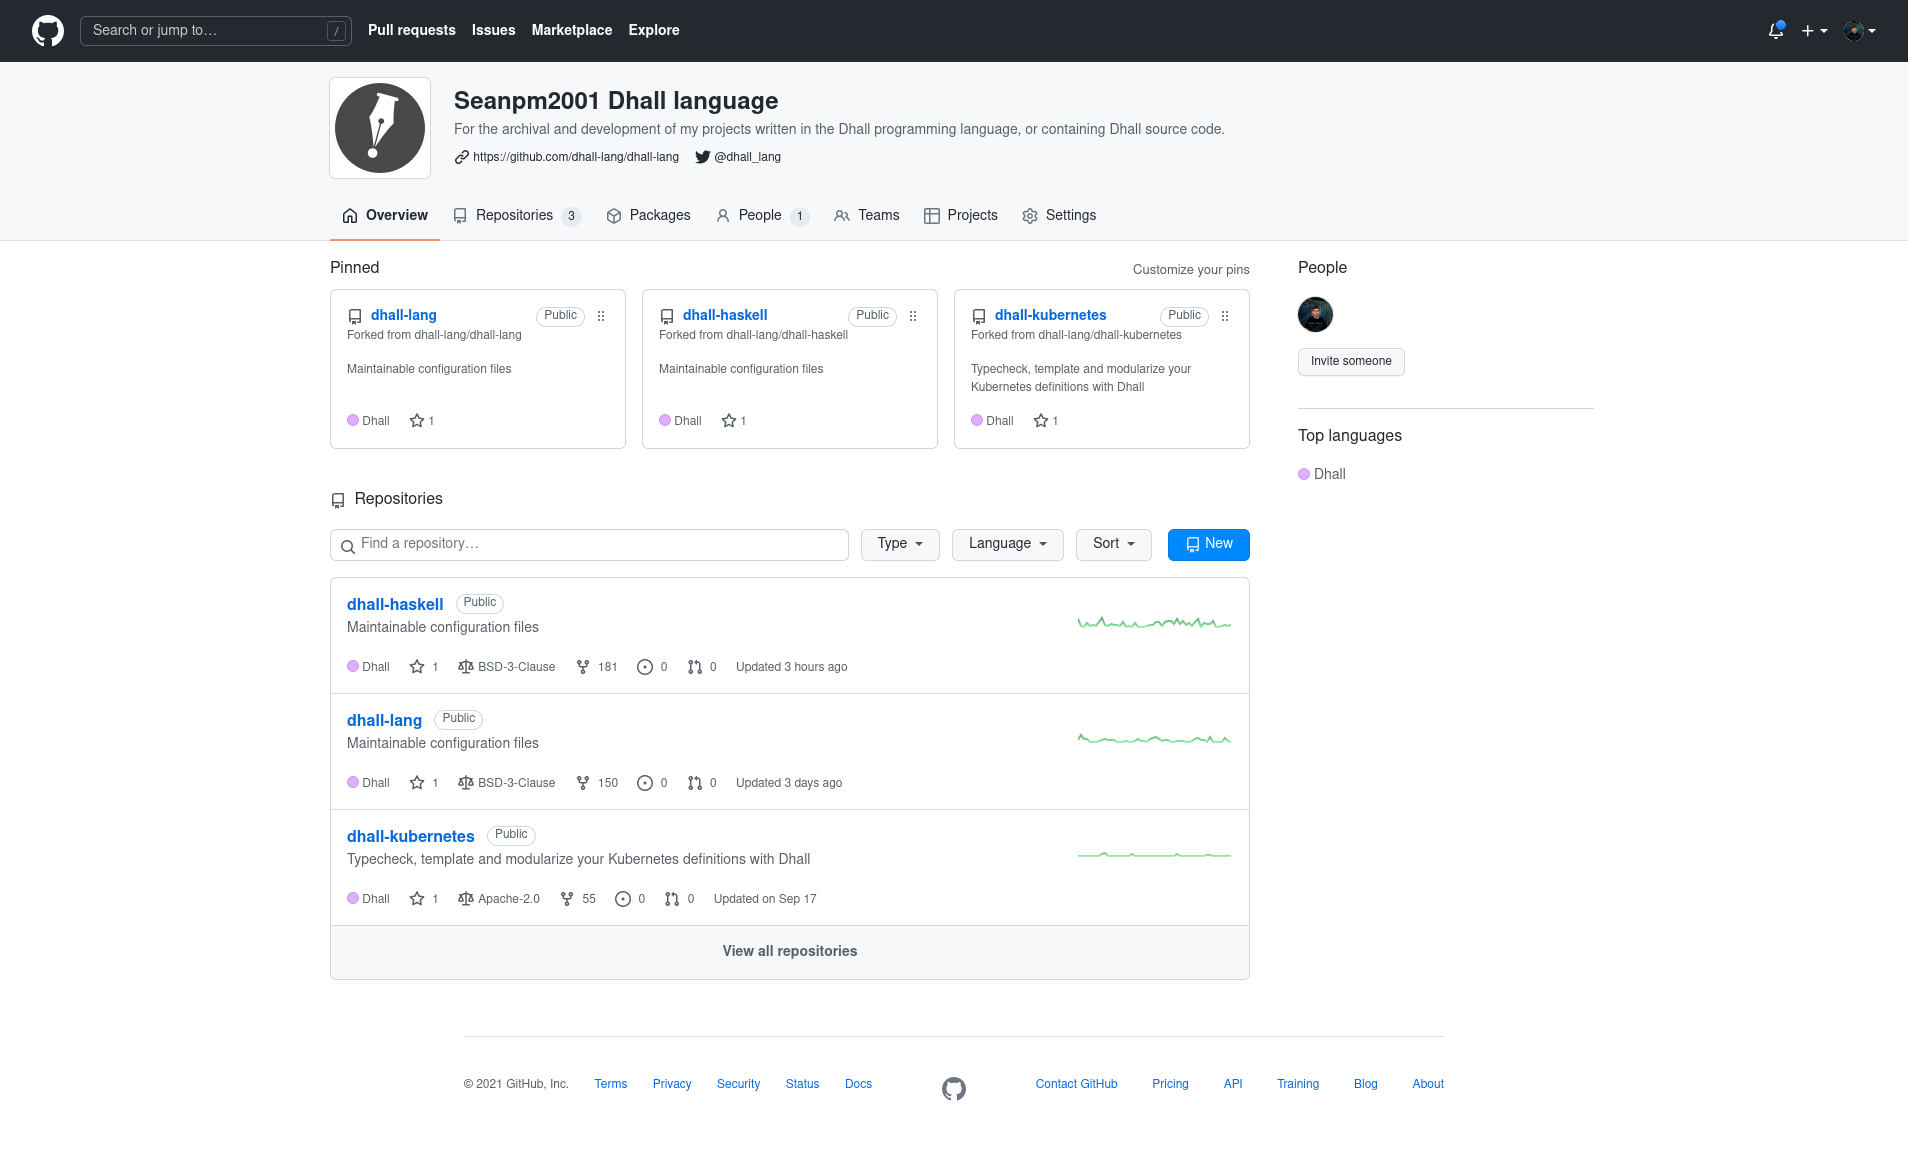 Search or jump to… /
Pull requests Issues Marketplace Explore
Seanpm2001 Dhall language
For the archival and development of my projects written in the Dhall programming language, or containing Dhall source code.
https://github.com/dhall-lang/dhall-lang @dhall_lang
Overview Repositories 3 Packages People 1 Teams Projects Settings
Pinned Customize your pins
dhall-lang Public
Forked from dhall-lang/dhall-lang
Maintainable configuration files
Dhall 1
dhall-haskell Public
Forked from dhall-lang/dhall-haskell
Maintainable configuration files
Dhall 1
dhall-kubernetes Public
Forked from dhall-lang/dhall-kubernetes
Typecheck, template and modularize your
Kubernetes definitions with Dhall
Dhall 1
People
Invite someone
Top languages
Dhall
Repositories
Find a repository… Type Language Sort New
dhall-haskell Public
Maintainable configuration files
Dhall 1 BSD-3-Clause 181 0 0 Updated 3 hours ago
dhall-lang Public
Maintainable configuration files
Dhall 1 BSD-3-Clause 150 0 0 Updated 3 days ago
dhall-kubernetes Public
Typecheck, template and modularize your Kubernetes definitions with Dhall
Dhall 1 Apache-2.0 55 0 0 Updated on Sep 17
View all repositories
© 2021 GitHub, Inc. Terms Privacy Security Status Docs Contact GitHub Pricing API Training Blog About